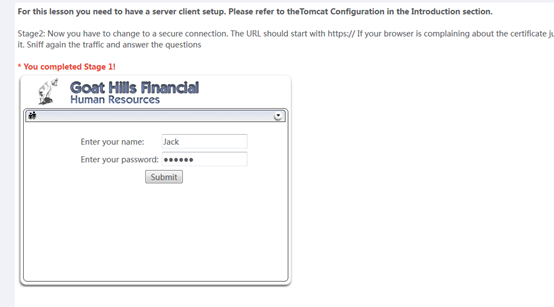 For this lesson you need to have a server client setup. Please refer to theTomcat Configuration in the Introduction section.
Stage2: Now you have to change to a secure connection. The URL should start with https:// If your browser is complaining about the certificate
it. Sniff again the traffic and answer the questions
* You completed Stage 1!
Goat Hills Financial
Human Resources
Enter your name: Jack
Enter your password: ●●●●●●
Submit